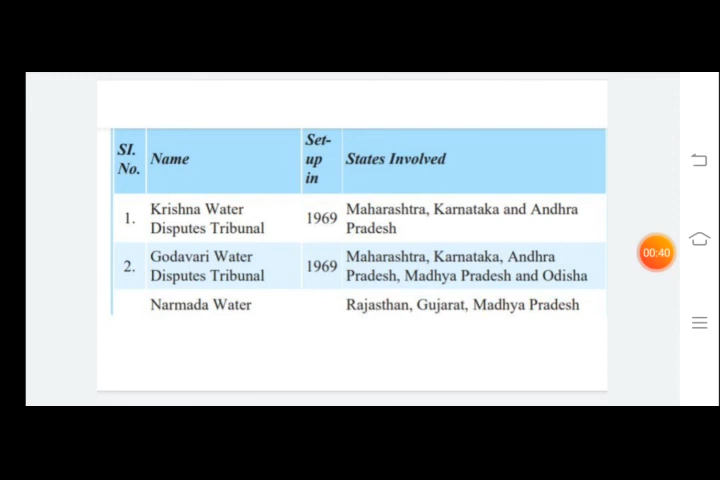 SI. No. Name Set-up in States Involved
1. Krishna Water Disputes Tribunal 1969 Maharashtra, Karnataka and Andhra Pradesh
2. Godavari Water Disputes Tribunal 1969 Maharashtra, Karnataka, Andhra Pradesh, Madhya Pradesh and Odisha
Narmada Water Rajasthan, Gujarat, Madhya Pradesh
00:40